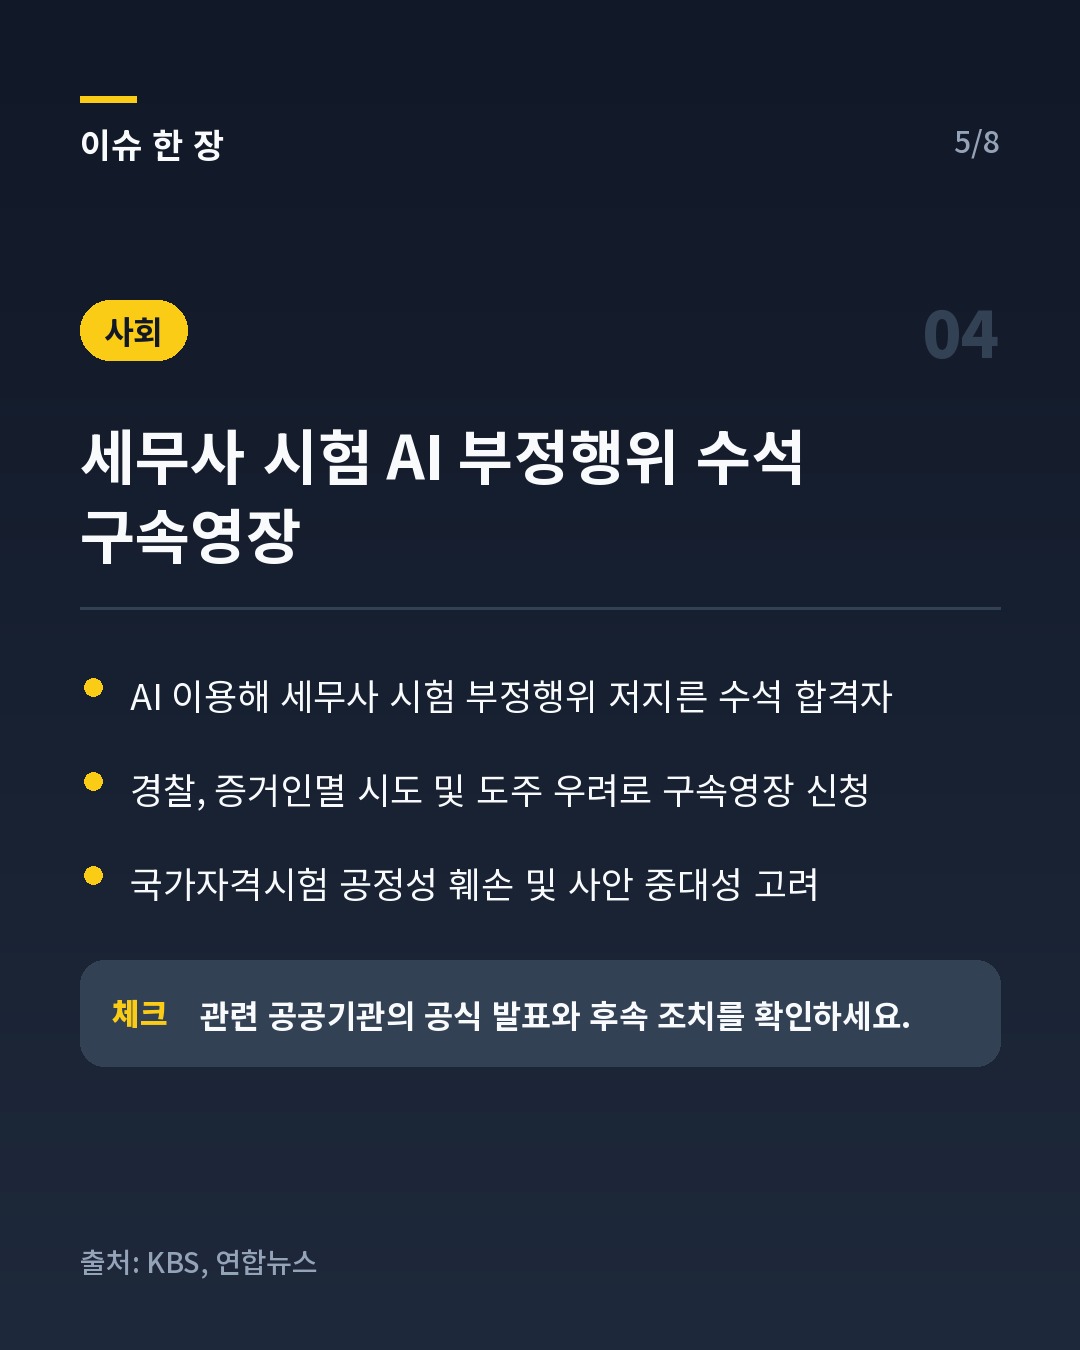 이슈 한 장
5/8
사회
04
세무사 시험 AI 부정행위 수석
구속영장
AI 이용해 세무사 시험 부정행위 저지른 수석 합격자
경찰, 증거인멸 시도 및 도주 우려로 구속영장 신청
국가자격시험 공정성 훼손 및 사안 중대성 고려
체크 관련 공공기관의 공식 발표와 후속 조치를 확인하세요.
출처: KBS, 연합뉴스